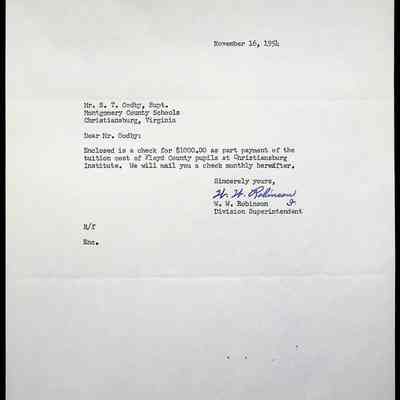 November 16, 1954
Mr. S. T. Godby, Supt.
Montgomery County Schools
Christiansburg, Virginia
Dear Mr. Godby:
Enclosed is a check for $1000.00 as part payment of the
tuition cost of Floyd County pupils at Christiansburg
Institute. We will mail you a check monthly hereafter.
Sincerely yours,
W. W. Robinson
W. W. Robinson
Division Superintendent
R/f
Enc.